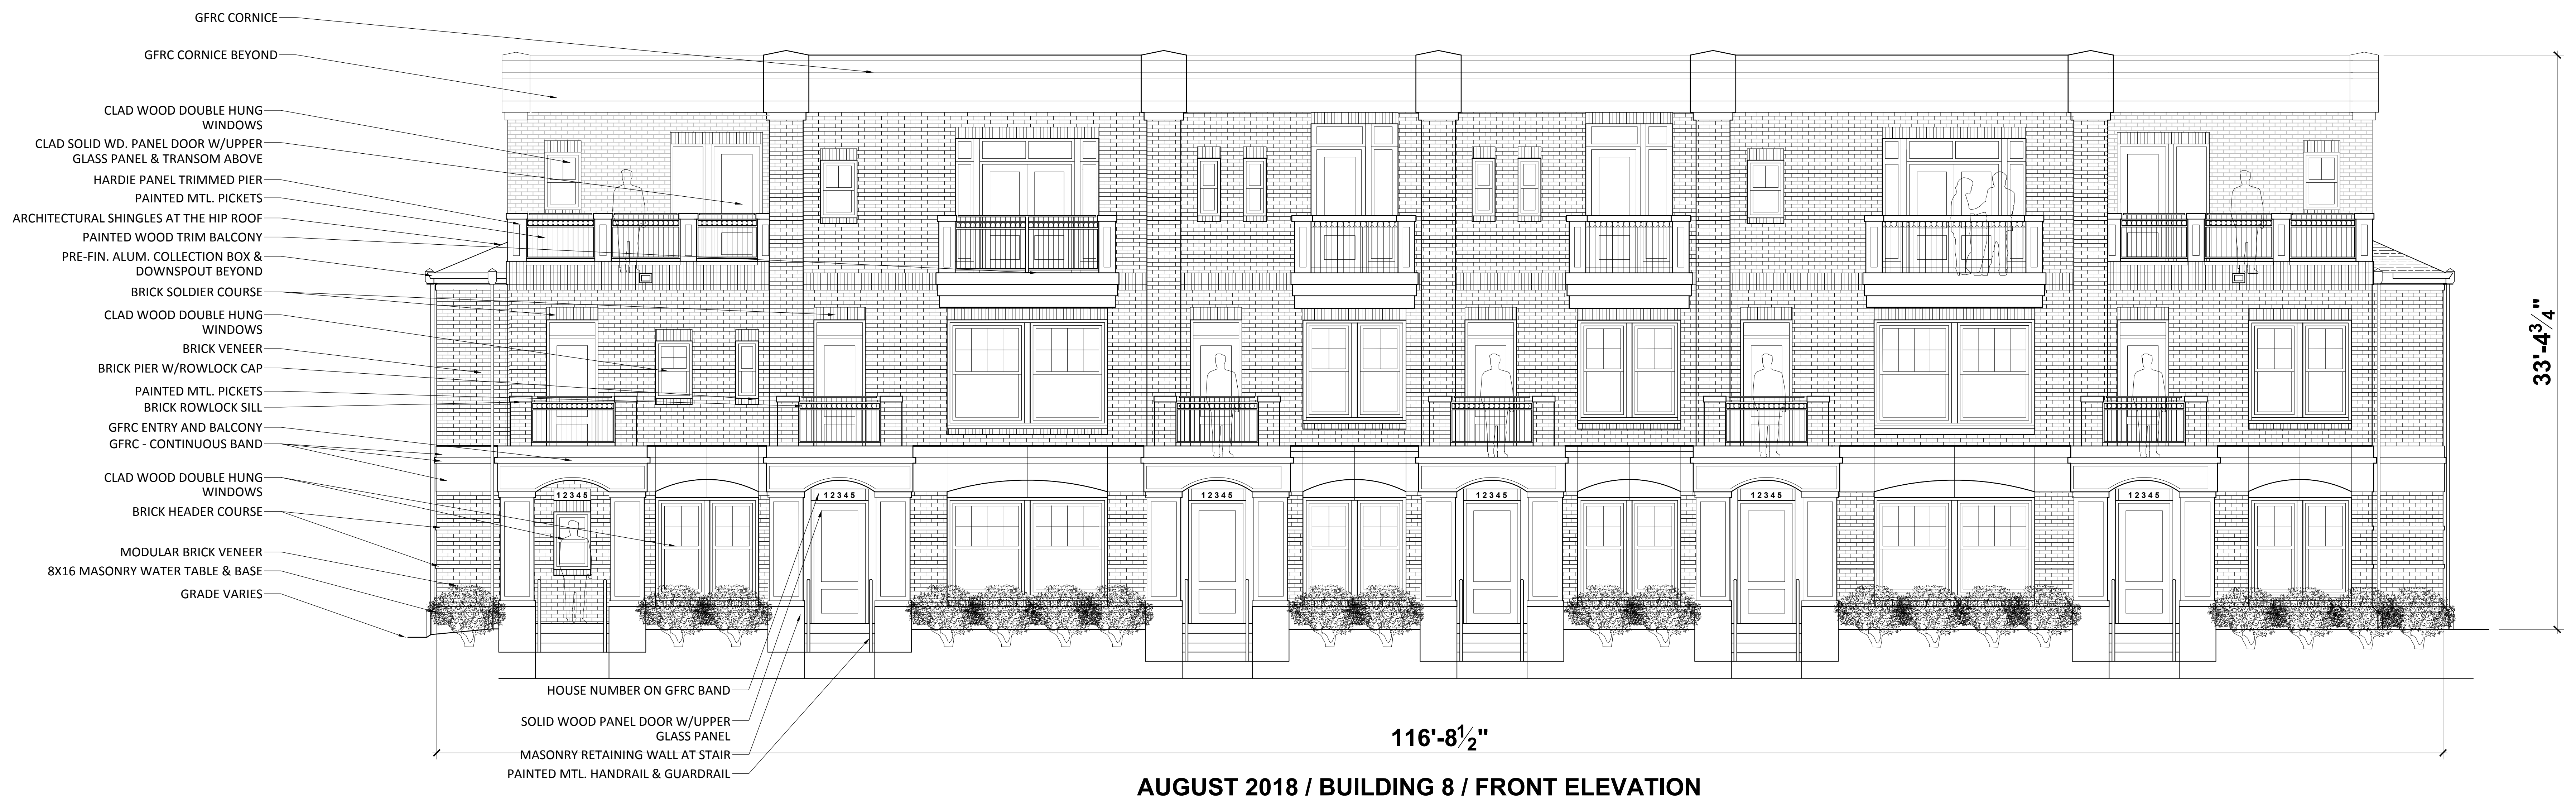 GFRC CORNICE
GFRC CORNICE BEYOND
CLAD WOOD DOUBLE HUNG
WINDOWS
CLAD SOLID WD. PANEL DOOR W/UPPER
GLASS PANEL & TRANSOM ABOVE
HARDIE PANEL TRIMMED PIER
PAINTED MTL. PICKETS
ARCHITECTURAL SHINGLES AT THE HIP ROOF
PAINTED WOOD TRIM BALCONY
PRE-FIN. ALUM. COLLECTION BOX &
DOWNSPOUT BEYOND
BRICK SOLDIER COURSE
CLAD WOOD DOUBLE HUNG
WINDOWS
BRICK VENEER
BRICK PIER W/ROWLOCK CAP
PAINTED MTL. PICKETS
BRICK ROWLOCK SILL
GFRC ENTRY AND BALCONY
GFRC - CONTINUOUS BAND
CLAD WOOD DOUBLE HUNG
WINDOWS
BRICK HEADER COURSE
MODULAR BRICK VENEER
8X16 MASONRY WATER TABLE & BASE
GRADE VARIES
12345
12345
12345
12345
12345
12345
33'-4¾"
HOUSE NUMBER ON GFRC BAND
SOLID WOOD PANEL DOOR W/UPPER
GLASS PANEL
MASONRY RETAINING WALL AT STAIR
PAINTED MTL. HANDRAIL & GUARDRAIL
116'-8½"
AUGUST 2018 / BUILDING 8 / FRONT ELEVATION